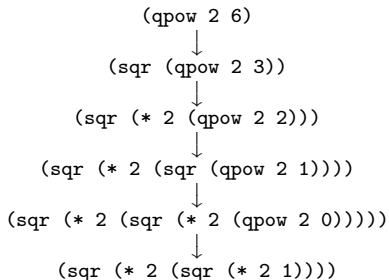 (qpow 2 6)
(sqr (qpow 2 3))
(sqr (* 2 (qpow 2 2)))
(sqr (* 2 (sqr (qpow 2 1))))
(sqr (* 2 (sqr (* 2 (qpow 2 0)))))
(sqr (* 2 (sqr (* 2 1))))